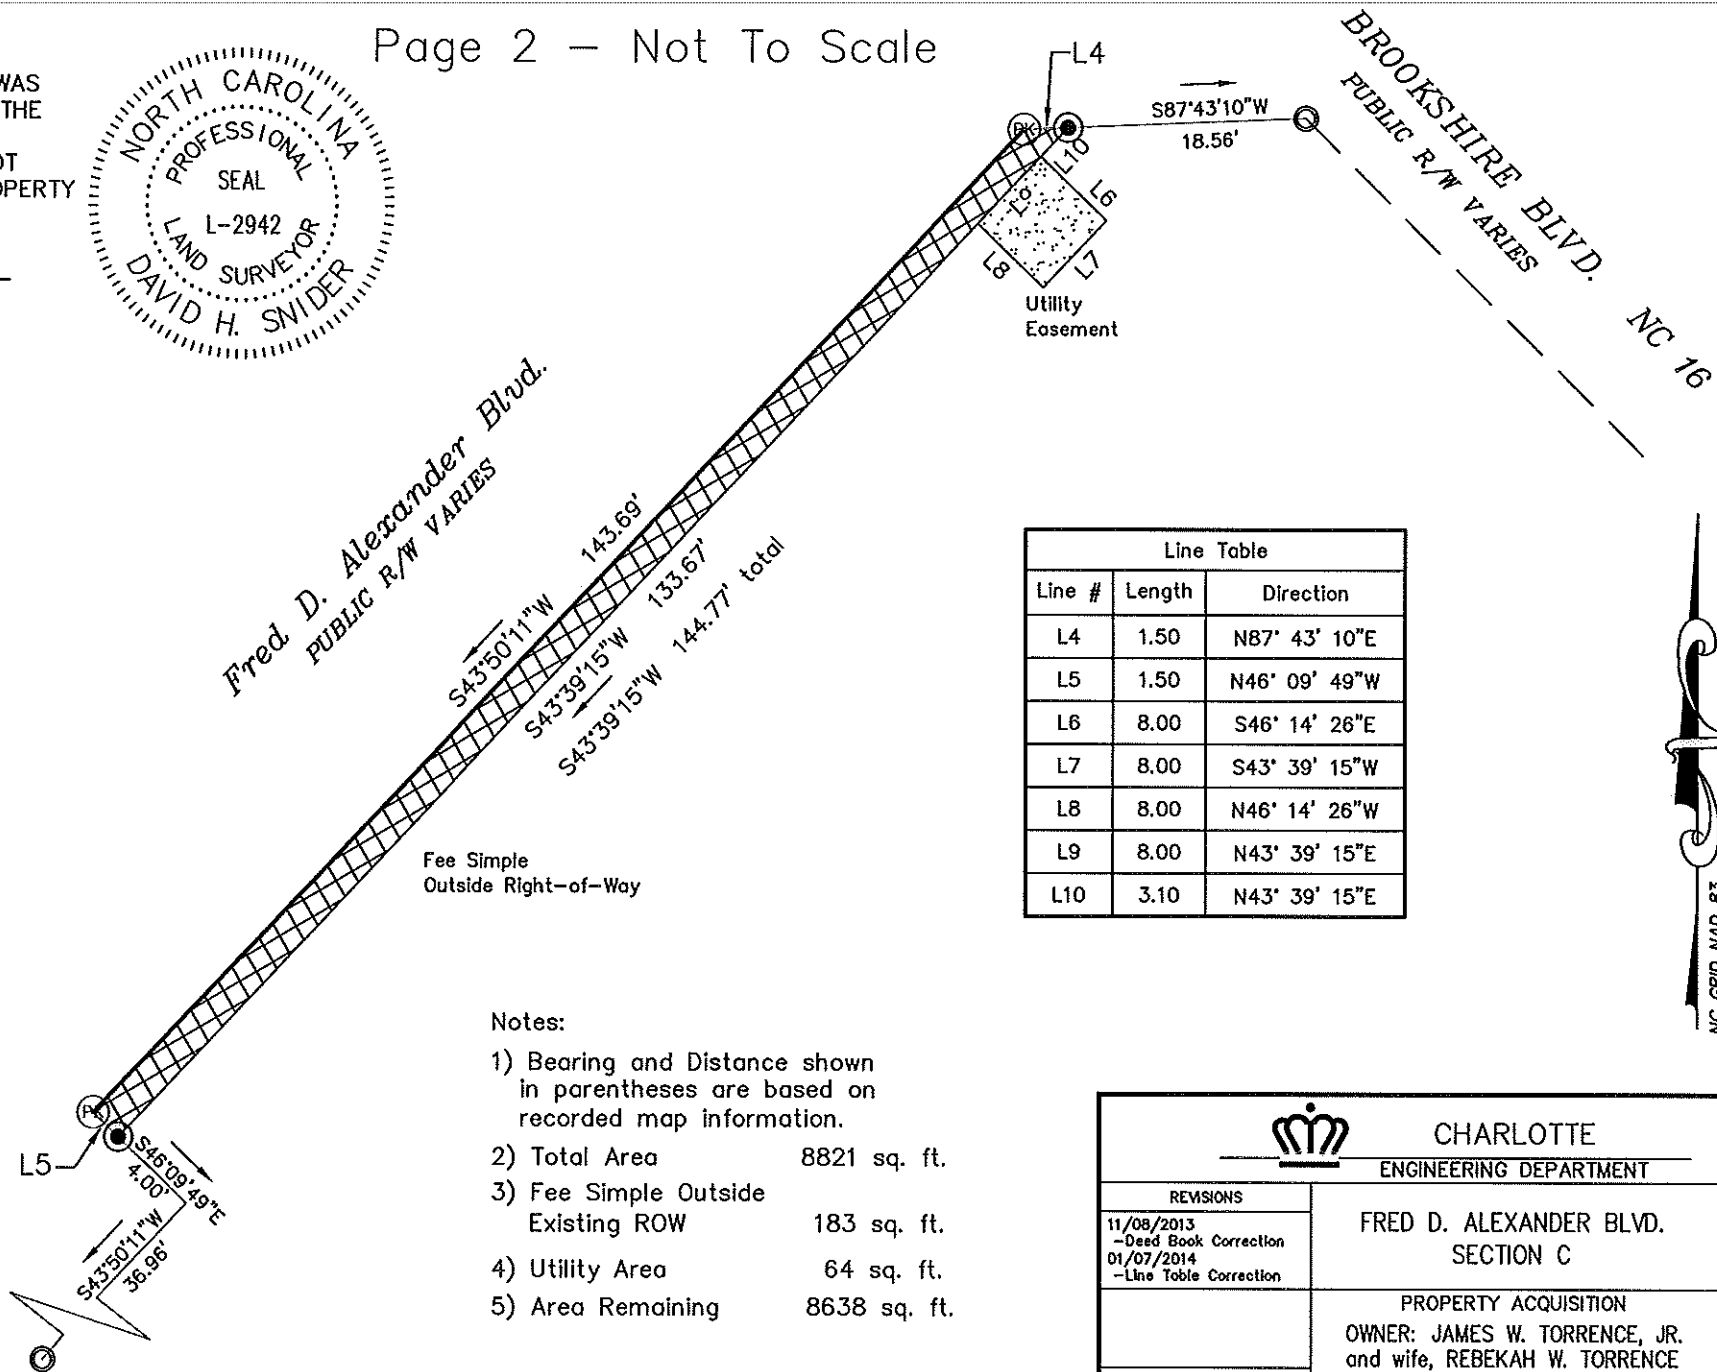 Page 2 – Not To Scale
WAS
THE
OT
OPERTY
NORTH CAROLINA
PROFESSIONAL
SEAL
L-2942
LAND SURVEYOR
DAVID H. SNIDER
L4
S87°43'10"W
18.56'
BROOKSHIRE BLVD. NC 16
PUBLIC R/W VARIES
PK
L10
L6
L9
L8
L7
Utility
Easement
Fred D. Alexander Blvd.
PUBLIC R/W VARIES
143.69'
S43°50'11"W
133.67'
S43°39'15"W
S43°39'15"W 144.77' total
Fee Simple
Outside Right-of-Way
Line Table
Line # Length Direction
L4 1.50 N87° 43' 10"E
L5 1.50 N46° 09' 49"W
L6 8.00 S46° 14' 26"E
L7 8.00 S43° 39' 15"W
L8 8.00 N46° 14' 26"W
L9 8.00 N43° 39' 15"E
L10 3.10 N43° 39' 15"E
NC GRID NAD 83
PK
L5
S46°09'49"E
4.00'
S43°50'11"W
36.96'
Notes:
1) Bearing and Distance shown
in parentheses are based on
recorded map information.
2) Total Area 8821 sq. ft.
3) Fee Simple Outside
Existing ROW 183 sq. ft.
4) Utility Area 64 sq. ft.
5) Area Remaining 8638 sq. ft.
CHARLOTTE
ENGINEERING DEPARTMENT
REVISIONS
11/08/2013
-Deed Book Correction
01/07/2014
-Line Table Correction
FRED D. ALEXANDER BLVD.
SECTION C
PROPERTY ACQUISITION
OWNER: JAMES W. TORRENCE, JR.
and wife, REBEKAH W. TORRENCE